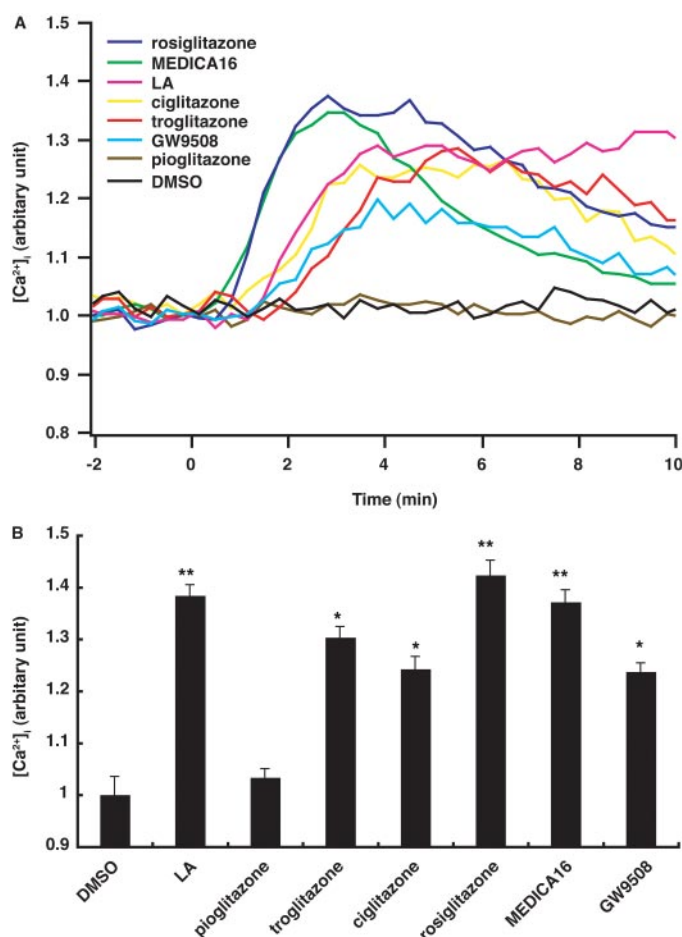 A
1.5
1.4
1.3
1.2
1.1
1.0
0.9
0.8
[Ca²⁺]ᵢ (arbitary unit)
rosiglitazone
MEDICA16
LA
ciglitazone
troglitazone
GW9508
pioglitazone
DMSO
-2 0 2 4 6 8 10
Time (min)
B
1.5
1.4
1.3
1.2
1.1
1
0.9
[Ca²⁺]ᵢ (arbitary unit)
** * * ** ** *
DMSO
LA
pioglitazone
troglitazone
ciglitazone
rosiglitazone
MEDICA16
GW9508